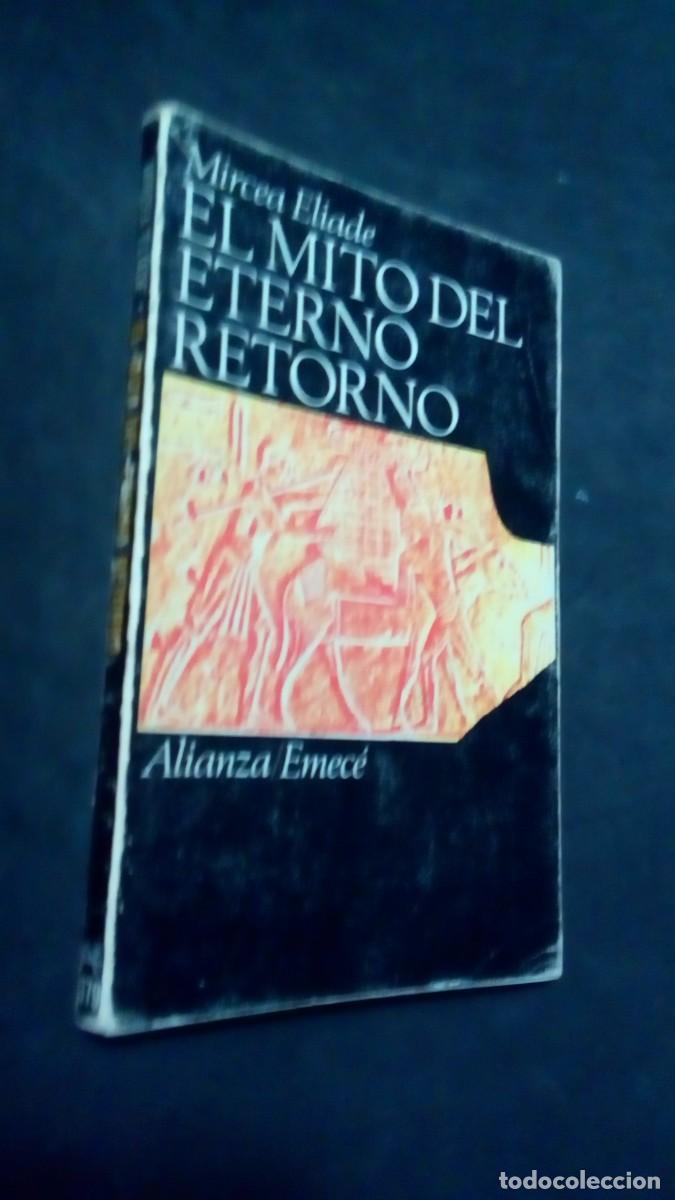 Mircea Eliade
EL MITO DEL
ETERNO
RETORNO
Alianza/Emecé
todocoleccion